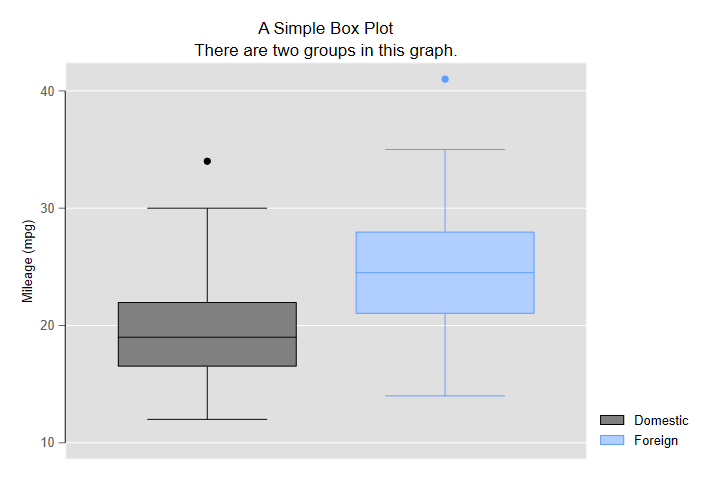 A Simple Box Plot
There are two groups in this graph.
Mileage (mpg)
40
30
20
10
Domestic
Foreign